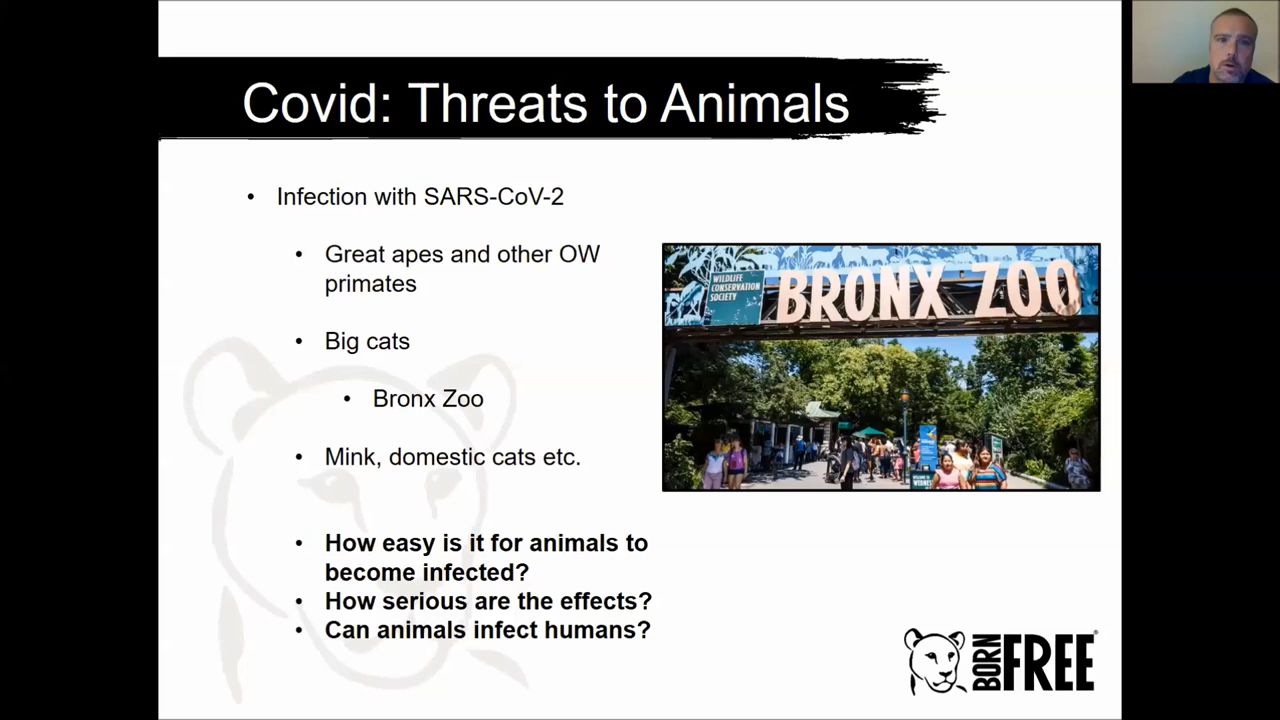 Covid: Threats to Animals
• Infection with SARS-CoV-2
• Great apes and other OW
primates
• Big cats
• Bronx Zoo
• Mink, domestic cats etc.
• How easy is it for animals to
become infected?
• How serious are the effects?
• Can animals infect humans?
WILDLIFE
CONSERVATION
SOCIETY
BRONX ZOO
BORN FREE